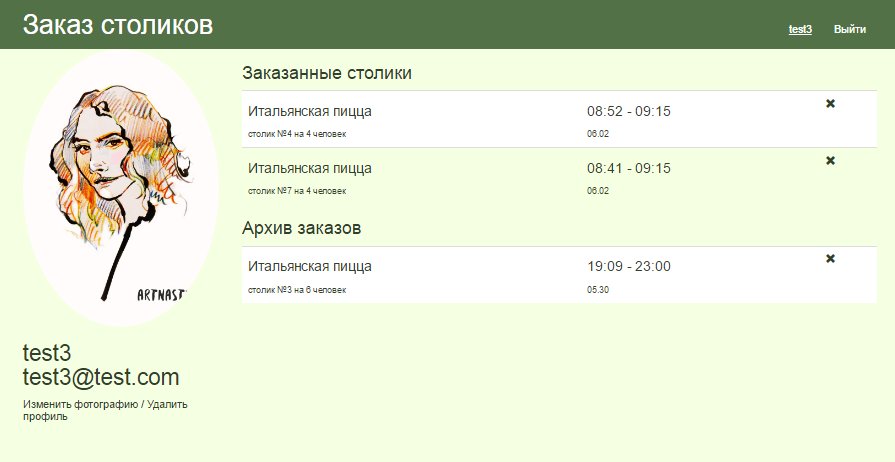 Заказ столиков
test3 Выйти
Заказанные столики
Итальянская пицца 08:52 - 09:15 ✖
столик №4 на 4 человек 06.02
Итальянская пицца 08:41 - 09:15 ✖
столик №7 на 4 человек 06.02
Архив заказов
Итальянская пицца 19:09 - 23:00 ✖
столик №3 на 6 человек 05.30
ARTNAST
test3
test3@test.com
Изменить фотографию / Удалить
профиль